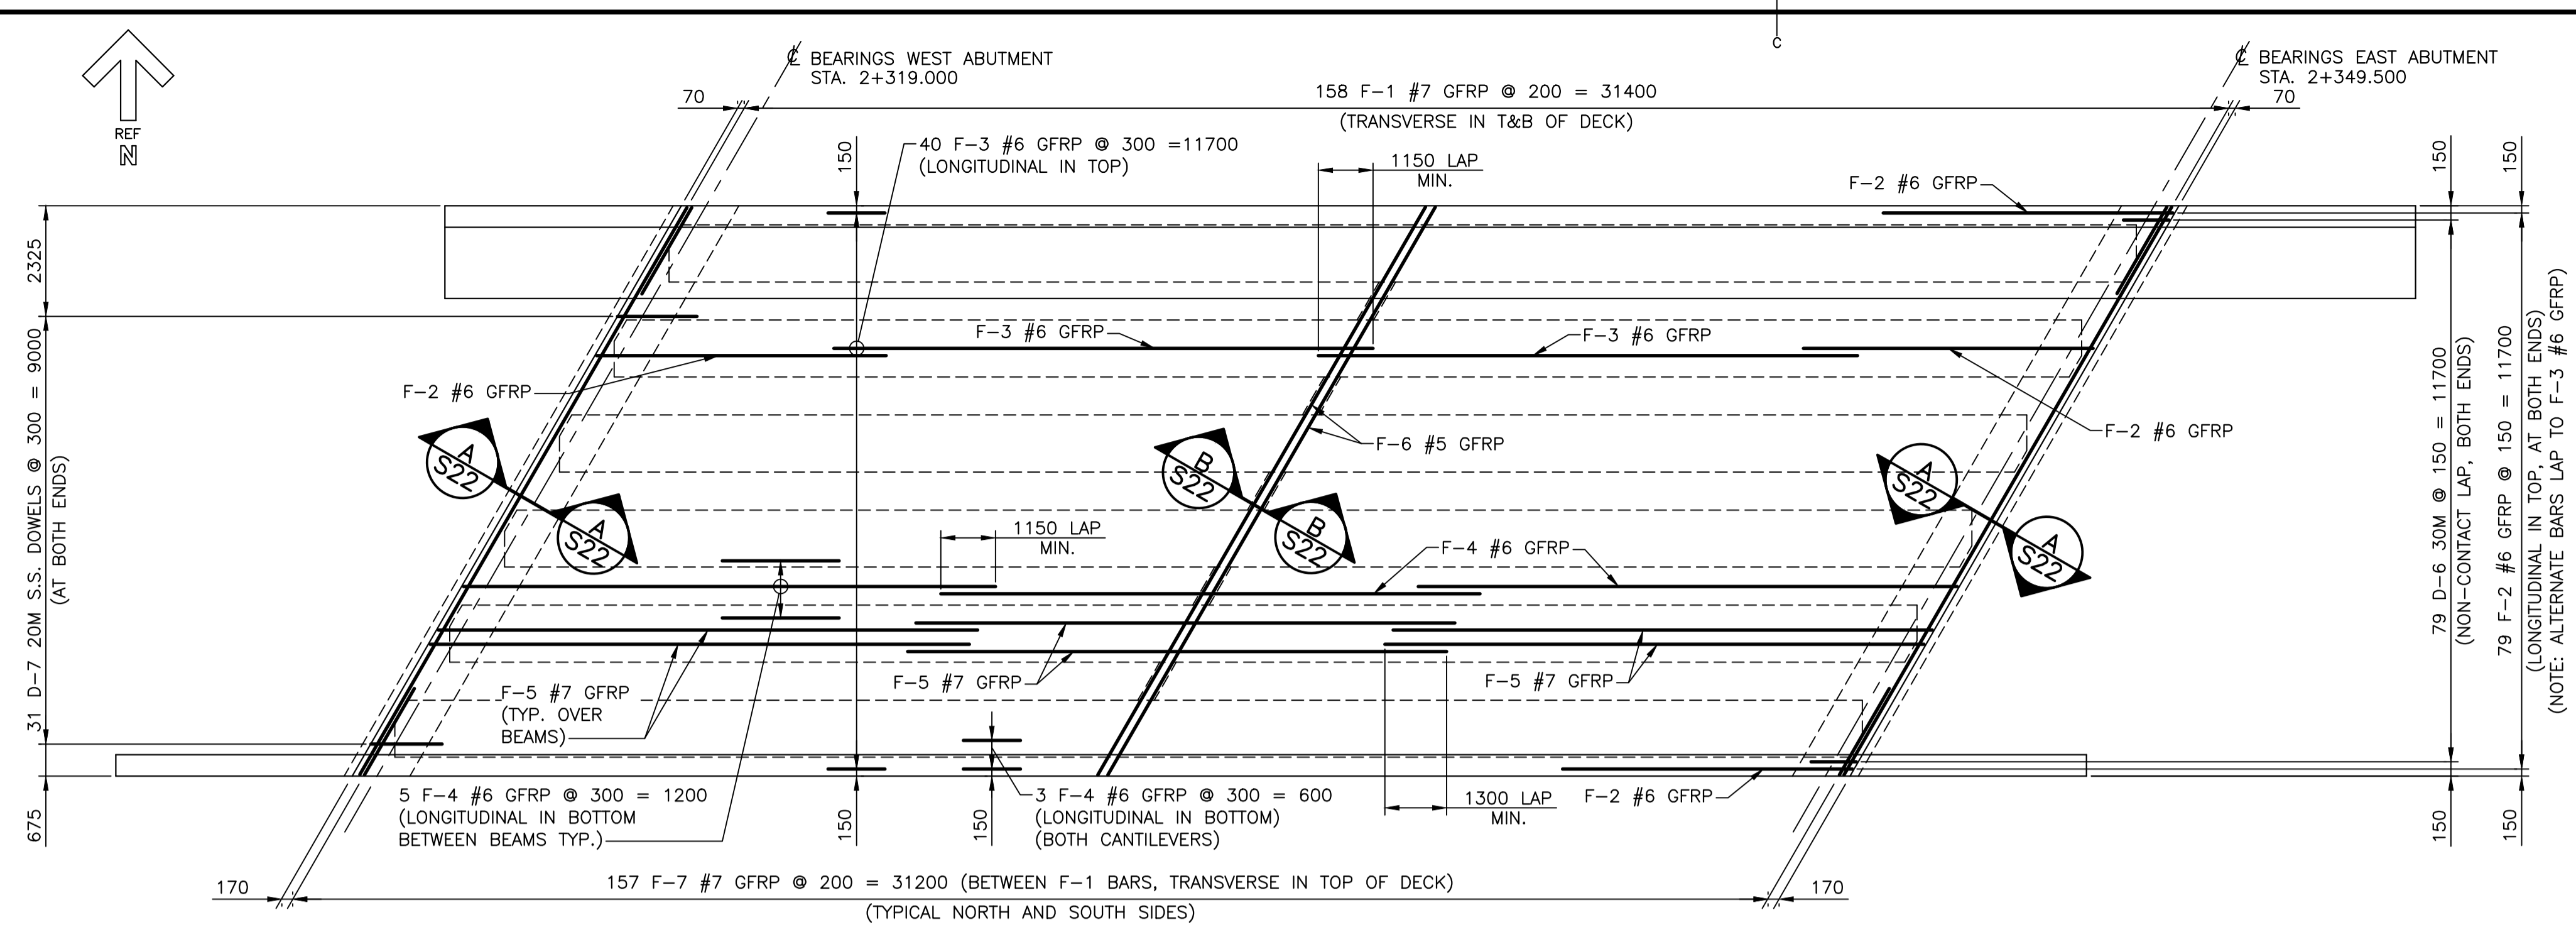 C
REF
N
℄ BEARINGS WEST ABUTMENT
STA. 2+319.000
℄ BEARINGS EAST ABUTMENT
STA. 2+349.500
70
158 F-1 #7 GFRP @ 200 = 31400
(TRANSVERSE IN T&B OF DECK)
70
40 F-3 #6 GFRP @ 300 =11700
(LONGITUDINAL IN TOP)
150
1150 LAP
MIN.
F-2 #6 GFRP
150
150
2325
31 D-7 20M S.S. DOWELS @ 300 = 9000
(AT BOTH ENDS)
675
F-3 #6 GFRP
F-3 #6 GFRP
F-2 #6 GFRP
F-2 #6 GFRP
F-6 #5 GFRP
A
S22
A
S22
B
S22
B
S22
A
S22
A
S22
1150 LAP
MIN.
F-4 #6 GFRP
79 D-6 30M @ 150 = 11700
(NON-CONTACT LAP, BOTH ENDS)
79 F-2 #6 GFRP @ 150 = 11700
(LONGITUDINAL IN TOP, AT BOTH ENDS)
(NOTE: ALTERNATE BARS LAP TO F-3 #6 GFRP)
F-5 #7 GFRP
(TYP. OVER
BEAMS)
F-5 #7 GFRP
F-5 #7 GFRP
5 F-4 #6 GFRP @ 300 = 1200
(LONGITUDINAL IN BOTTOM
BETWEEN BEAMS TYP.)
150
150
3 F-4 #6 GFRP @ 300 = 600
(LONGITUDINAL IN BOTTOM)
(BOTH CANTILEVERS)
1300 LAP
MIN.
F-2 #6 GFRP
150
150
170
157 F-7 #7 GFRP @ 200 = 31200 (BETWEEN F-1 BARS, TRANSVERSE IN TOP OF DECK)
(TYPICAL NORTH AND SOUTH SIDES)
170